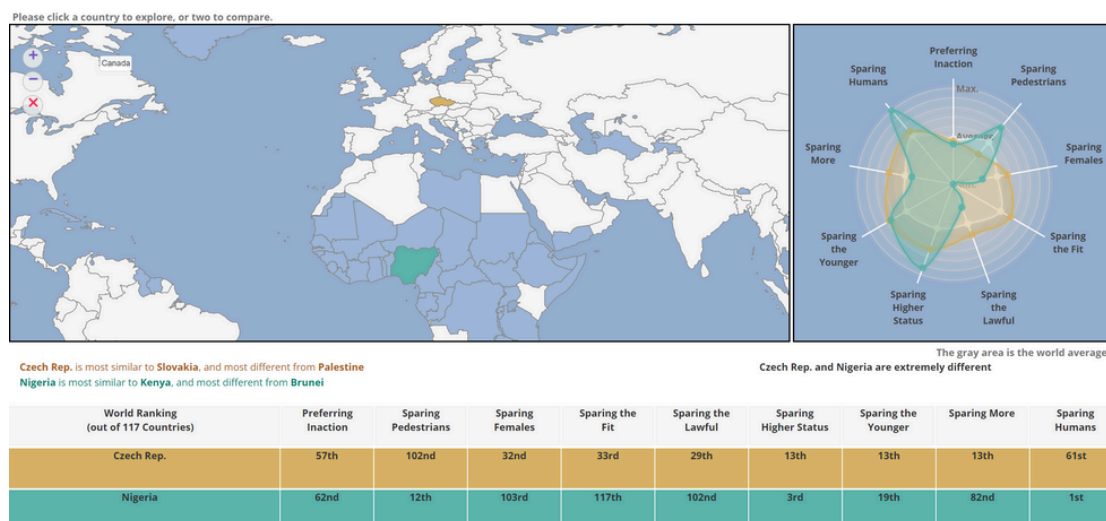 Please click a country to explore, or two to compare.
Canada
Preferring
Inaction
Sparing
Humans
Sparing
Pedestrians
Max.
Average
Sparing
More
Sparing
Females
Sparing
the
Younger
Sparing
the Fit
Sparing
Higher
Status
Sparing
the
Lawful
The gray area is the world average
Czech Rep. is most similar to Slovakia, and most different from Palestine
Czech Rep. and Nigeria are extremely different
Nigeria is most similar to Kenya, and most different from Brunei
World Ranking
(out of 117 Countries)
Preferring
Inaction
Sparing
Pedestrians
Sparing
Females
Sparing the
Fit
Sparing the
Lawful
Sparing
Higher Status
Sparing the
Younger
Sparing More
Sparing
Humans
Czech Rep. 57th 102nd 32nd 33rd 29th 13th 13th 13th 61st
Nigeria 62nd 12th 103rd 117th 102nd 3rd 19th 82nd 1st